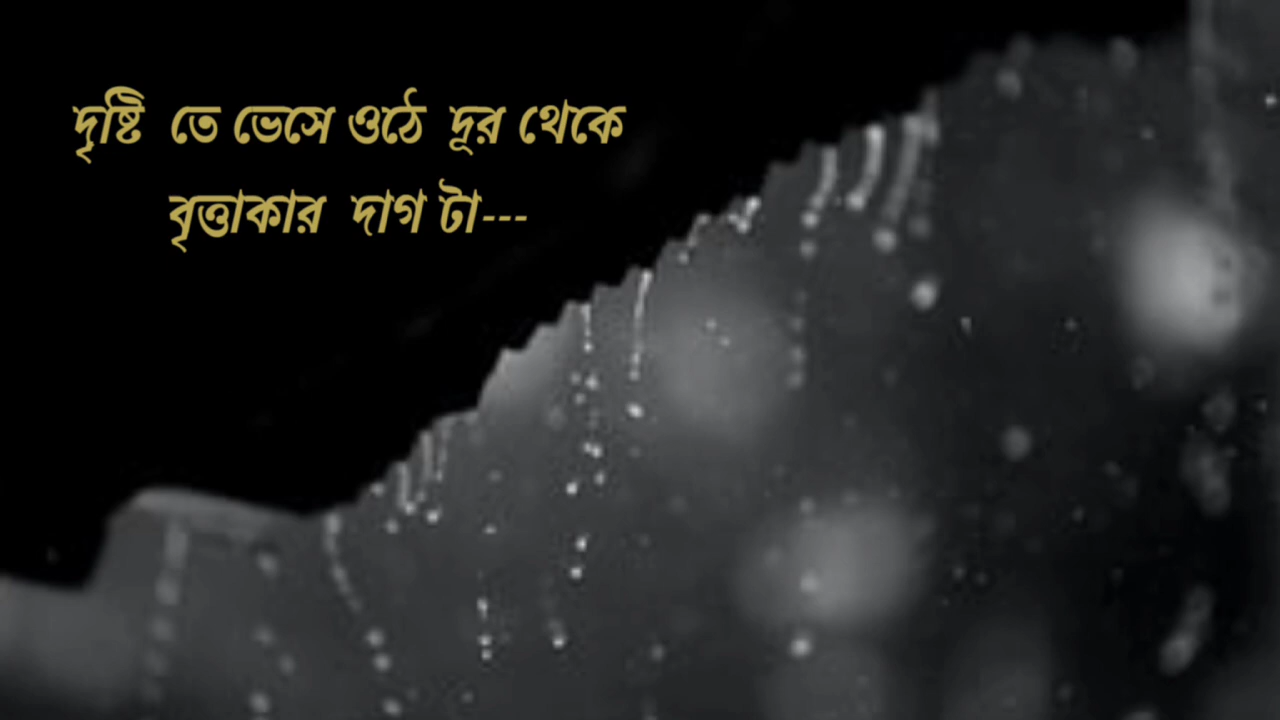 দৃষ্টি তে ভেসে ওঠে দূর থেকে
বৃত্তাকার দাগ টা---